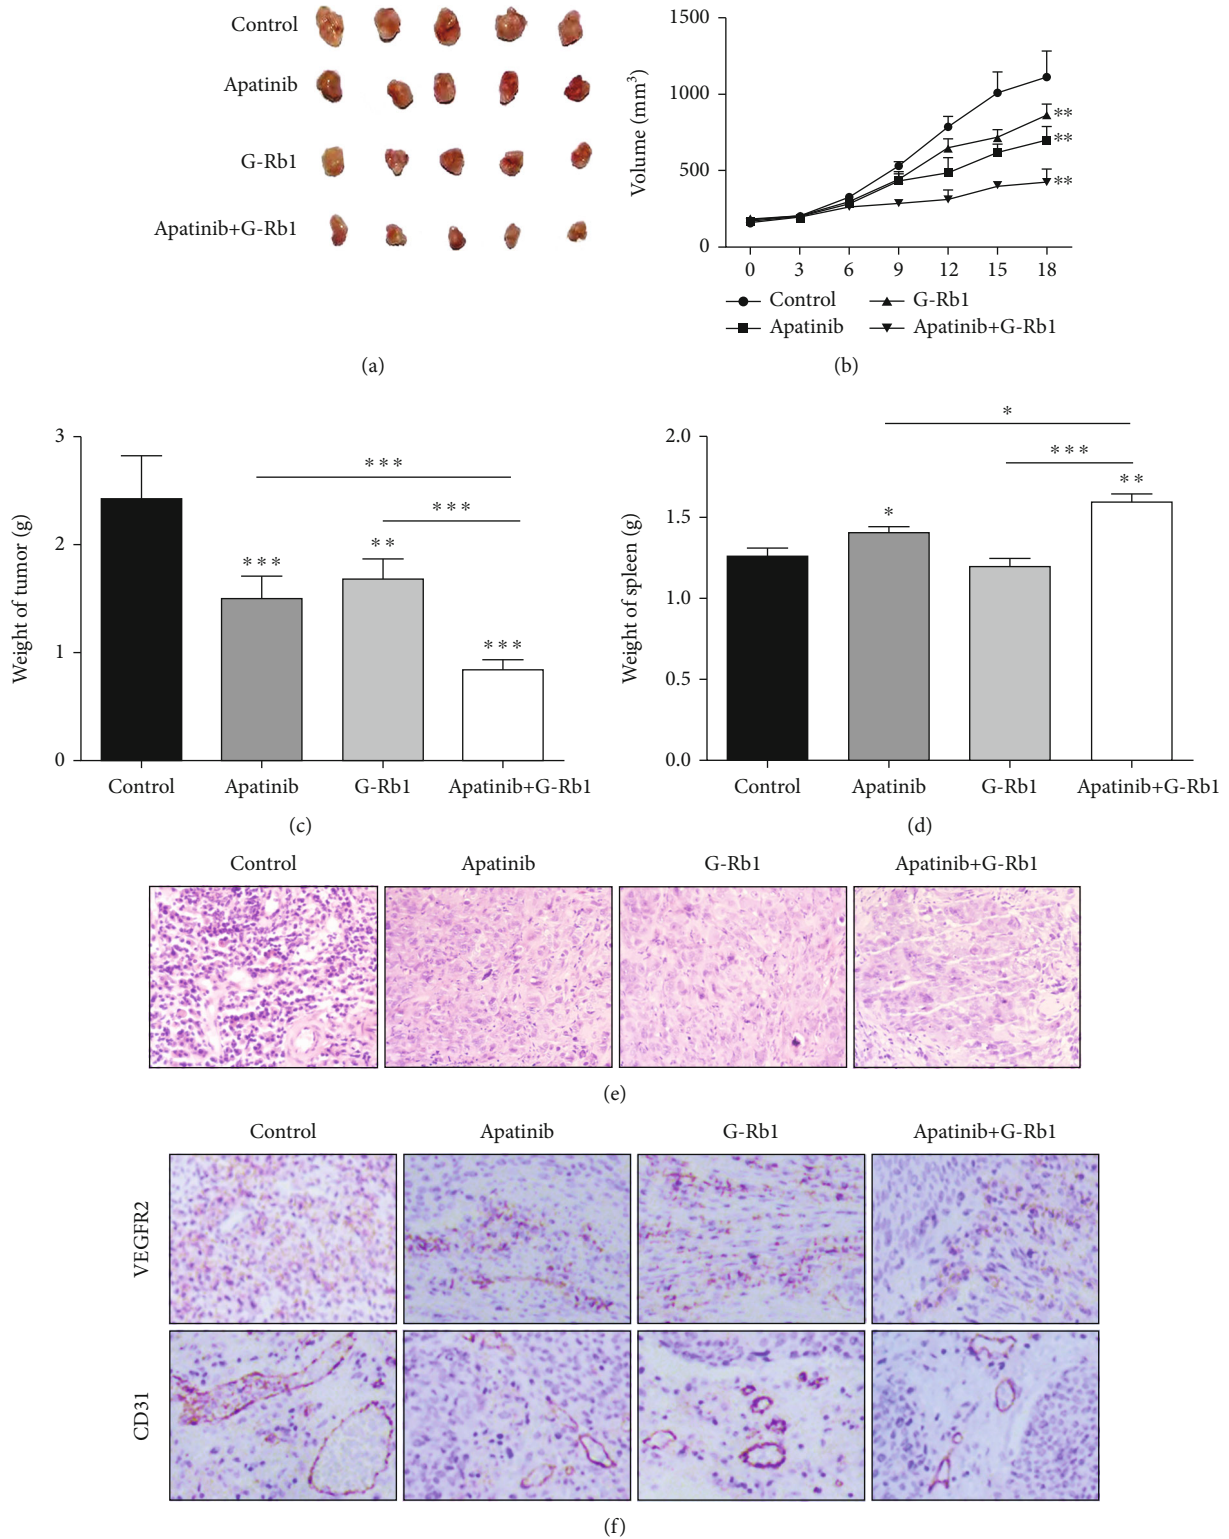 Control
Apatinib
G-Rb1
Apatinib+G-Rb1
(a)
Volume (mm³)
1500
1000
500
0
0 3 6 9 12 15 18
**
**
**
Control G-Rb1
Apatinib Apatinib+G-Rb1
(b)
Weight of tumor (g)
3
2
1
0
***
***
***
**
***
Control Apatinib G-Rb1 Apatinib+G-Rb1
(c)
Weight of spleen (g)
2.0
1.5
1.0
0.5
0.0
*
***
**
*
Control Apatinib G-Rb1 Apatinib+G-Rb1
(d)
Control Apatinib G-Rb1 Apatinib+G-Rb1
(e)
Control Apatinib G-Rb1 Apatinib+G-Rb1
VEGFR2
CD31
(f)